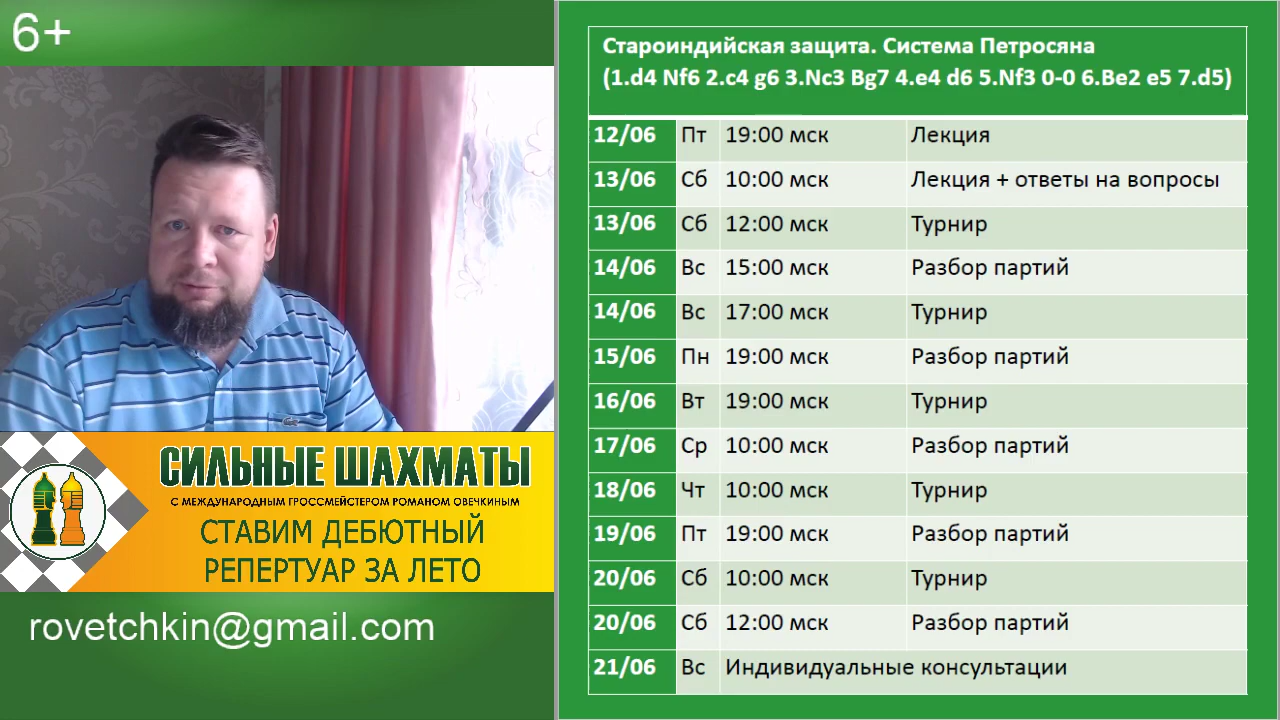 6+
СИЛЬНЫЕ ШАХМАТЫ
С МЕЖДУНАРОДНЫМ ГРОССМЕЙСТЕРОМ РОМАНОМ ОВЕЧКИНЫМ
СТАВИМ ДЕБЮТНЫЙ
РЕПЕРТУАР ЗА ЛЕТО
rovetchkin@gmail.com
Староиндийская защита. Система Петросяна
(1.d4 Nf6 2.c4 g6 3.Nc3 Bg7 4.e4 d6 5.Nf3 0-0 6.Be2 e5 7.d5)
12/06 Пт 19:00 мск Лекция
13/06 Сб 10:00 мск Лекция + ответы на вопросы
13/06 Сб 12:00 мск Турнир
14/06 Вс 15:00 мск Разбор партий
14/06 Вс 17:00 мск Турнир
15/06 Пн 19:00 мск Разбор партий
16/06 Вт 19:00 мск Турнир
17/06 Ср 10:00 мск Разбор партий
18/06 Чт 10:00 мск Турнир
19/06 Пт 19:00 мск Разбор партий
20/06 Сб 10:00 мск Турнир
20/06 Сб 12:00 мск Разбор партий
21/06 Вс Индивидуальные консультации